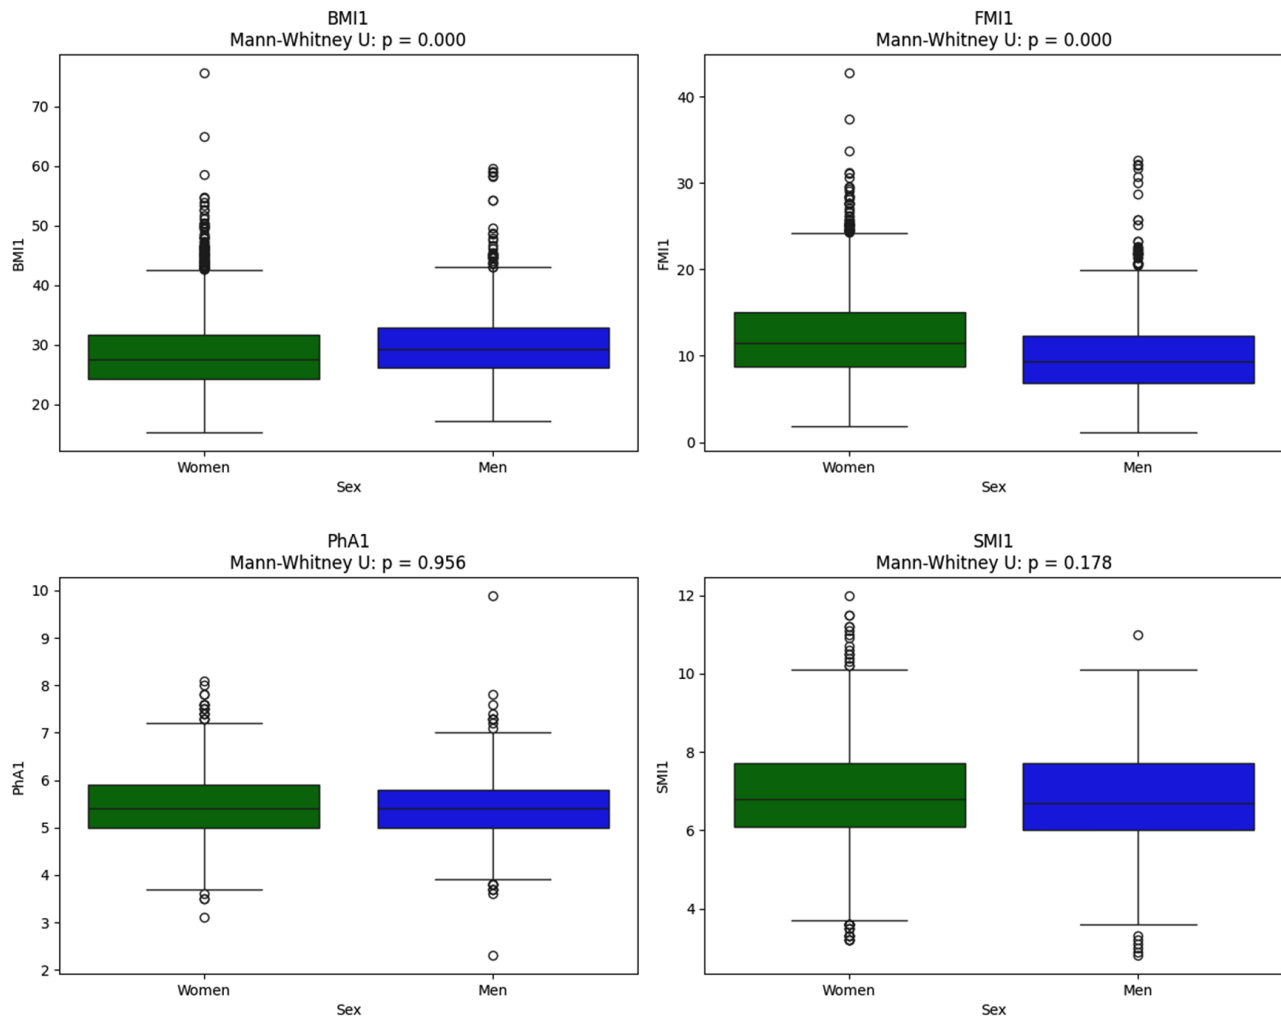 BMI1
Mann-Whitney U: p = 0.000
70
60
50
40
30
20
BMI1
Women
Men
Sex
FMI1
Mann-Whitney U: p = 0.000
40
30
20
10
0
FMI1
Women
Men
Sex
PhA1
Mann-Whitney U: p = 0.956
10
9
8
7
6
5
4
3
2
PhA1
Women
Men
Sex
SMI1
Mann-Whitney U: p = 0.178
12
10
8
6
4
SMI1
Women
Men
Sex